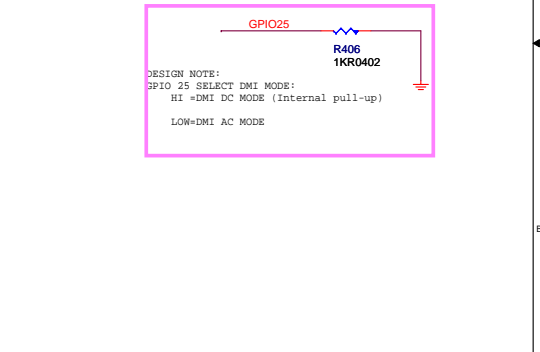 GPIO25
R406
1KR0402
DESIGN NOTE:
GPIO 25 SELECT DMI MODE:
HI =DMI DC MODE (Internal pull-up)
LOW=DMI AC MODE
E